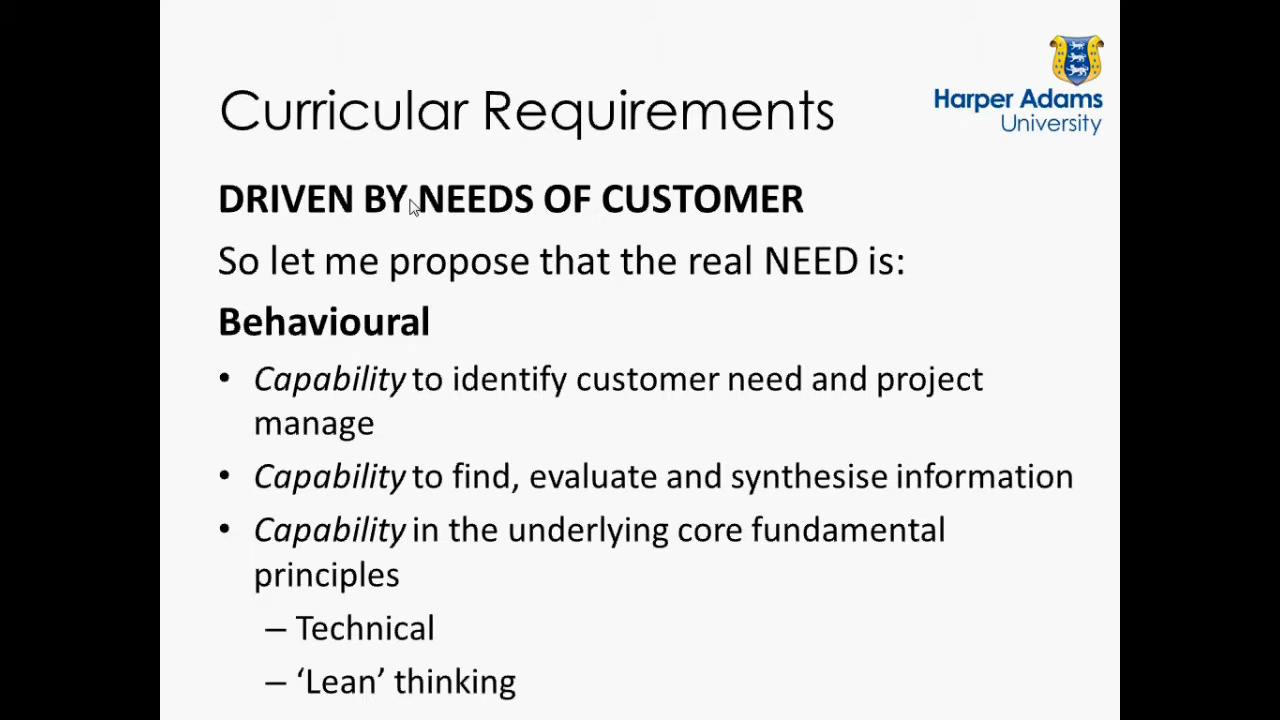 Harper Adams
University
Curricular Requirements
DRIVEN BY NEEDS OF CUSTOMER
So let me propose that the real NEED is:
Behavioural
• Capability to identify customer need and project
manage
• Capability to find, evaluate and synthesise information
• Capability in the underlying core fundamental
principles
– Technical
– ‘Lean’ thinking